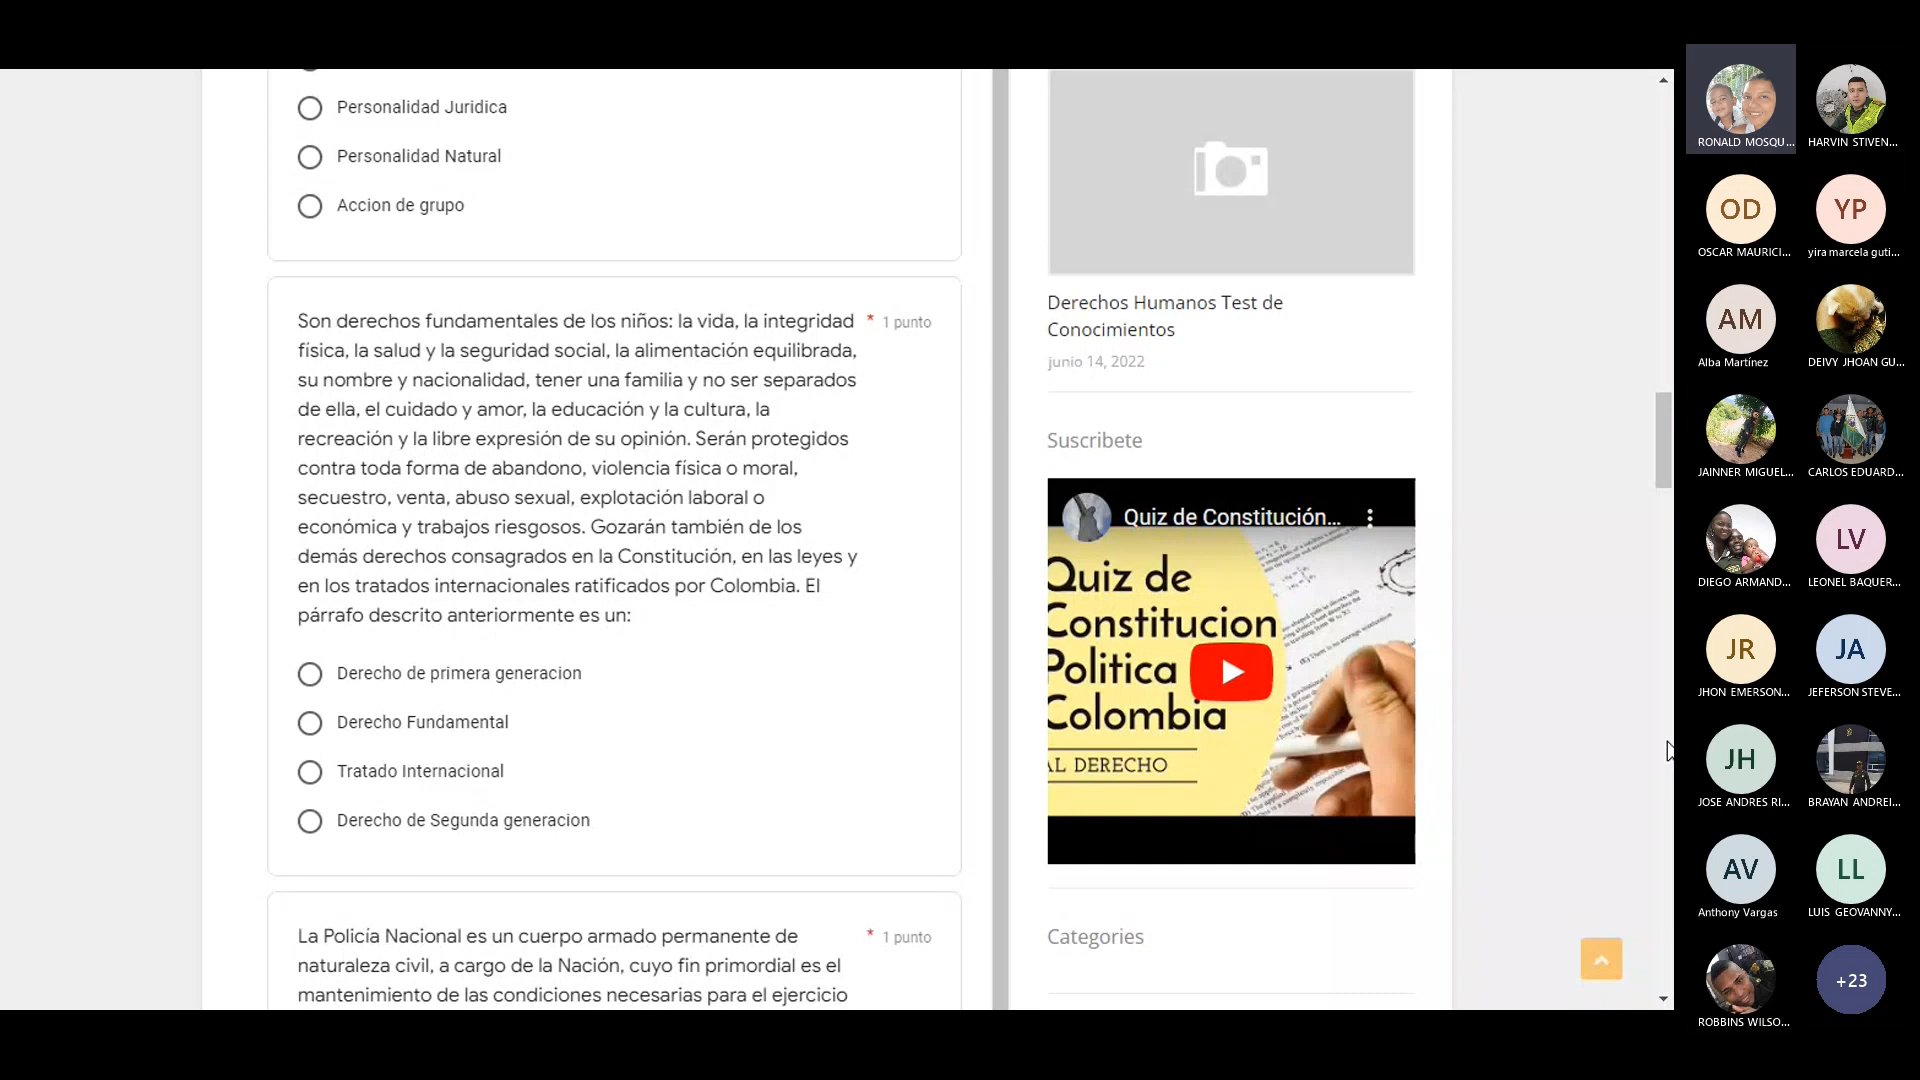 Personalidad Juridica
Personalidad Natural
Accion de grupo
Son derechos fundamentales de los niños: la vida, la integridad * 1 punto
física, la salud y la seguridad social, la alimentación equilibrada,
su nombre y nacionalidad, tener una familia y no ser separados
de ella, el cuidado y amor, la educación y la cultura, la
recreación y la libre expresión de su opinión. Serán protegidos
contra toda forma de abandono, violencia física o moral,
secuestro, venta, abuso sexual, explotación laboral o
económica y trabajos riesgosos. Gozarán también de los
demás derechos consagrados en la Constitución, en las leyes y
en los tratados internacionales ratificados por Colombia. El
párrafo descrito anteriormente es un:
Derecho de primera generacion
Derecho Fundamental
Tratado Internacional
Derecho de Segunda generacion
La Policía Nacional es un cuerpo armado permanente de * 1 punto
naturaleza civil, a cargo de la Nación, cuyo fin primordial es el
mantenimiento de las condiciones necesarias para el ejercicio
Derechos Humanos Test de
Conocimientos
junio 14, 2022
Suscribete
Quiz de Constitución...
Quiz de
Constitucion
Politica
Colombia
AL DERECHO
Categories
RONALD MOSQU...
HARVIN STIVEN...
OD
YP
OSCAR MAURICI...
yira marcela guti...
AM
Alba Martínez
DEIVY JHOAN GU...
JAINNER MIGUEL...
CARLOS EDUARD...
LV
DIEGO ARMAND...
LEONEL BAQUER...
JR
JA
JHON EMERSON...
JEFERSON STEVE...
JH
JOSE ANDRES RI...
BRAYAN ANDREI...
AV
LL
Anthony Vargas
LUIS GEOVANNY...
+23
ROBBINS WILSO...